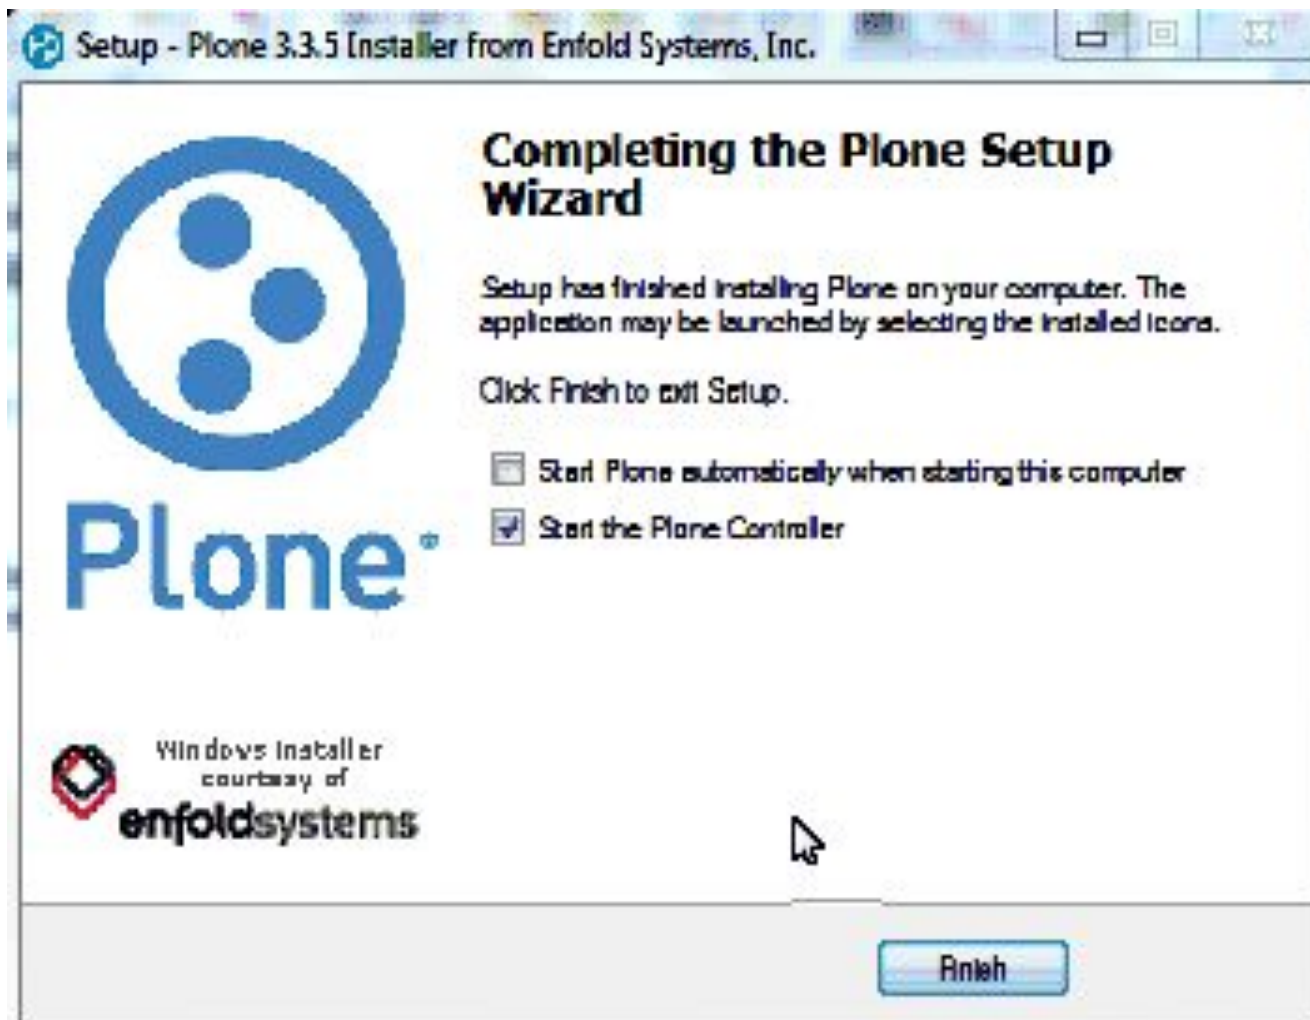 Setup - Plone 3.3.5 Installer from Enfold Systems, Inc.
Completing the Plone Setup
Wizard
Setup has finished installing Plone on your computer. The
application may be launched by selecting the installed icons.
Click Finish to exit Setup.
Start Plone automatically when starting this computer
Start the Plone Controller
Plone®
Windows installer
courtesy of
enfoldsystems
Finish